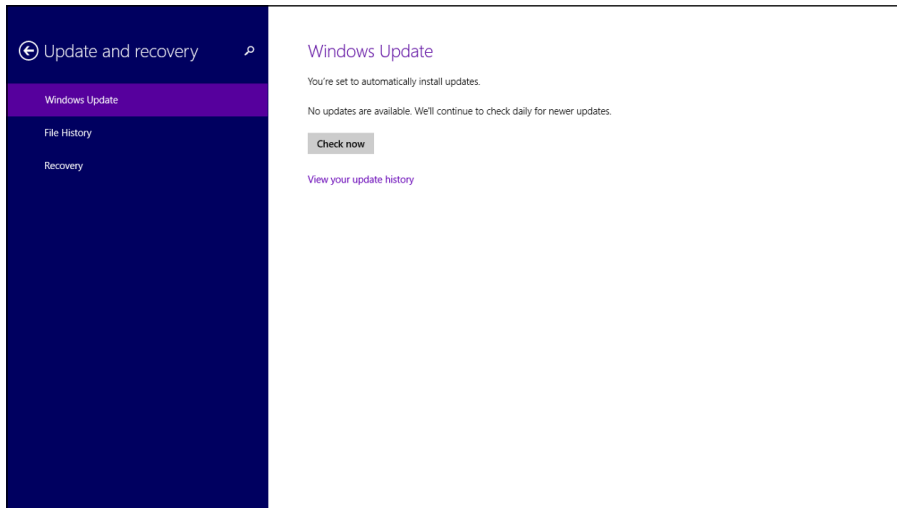 Update and recovery
Windows Update
File History
Recovery
Windows Update
You're set to automatically install updates.
No updates are available. We'll continue to check daily for newer updates.
Check now
View your update history